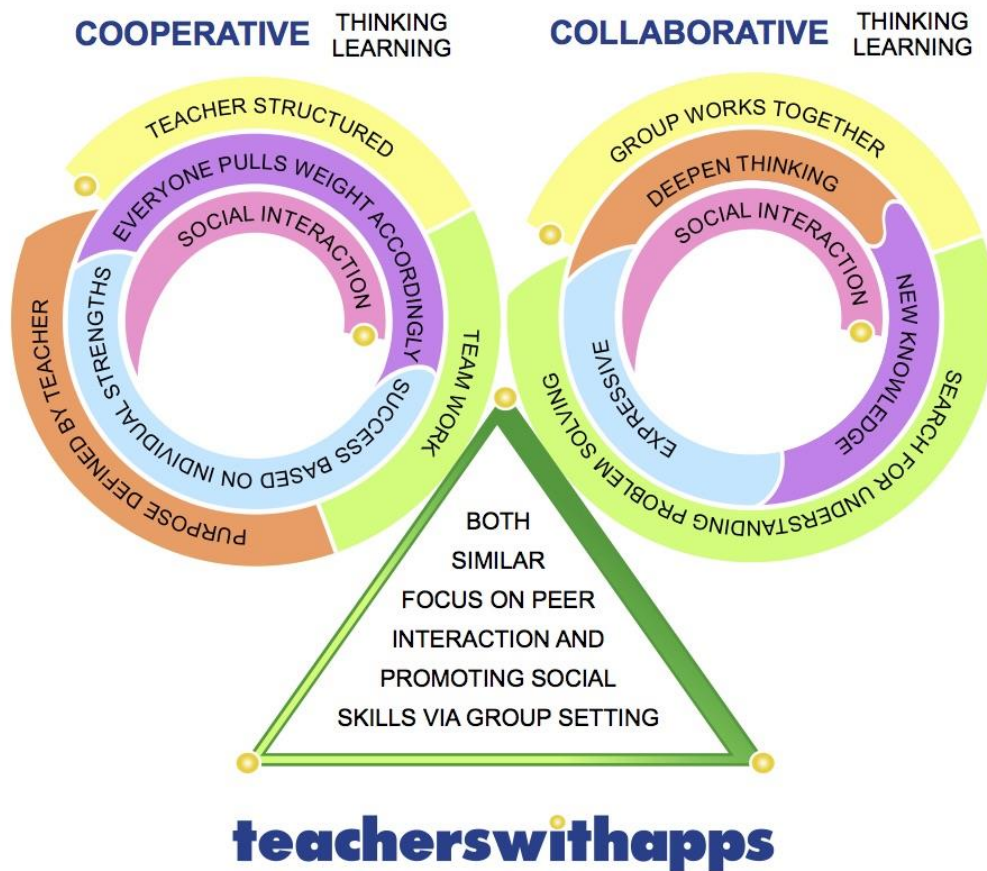 COOPERATIVE
THINKING
LEARNING
COLLABORATIVE
THINKING
LEARNING
TEACHER STRUCTURED
TEAM WORK
PURPOSE DEFINED BY TEACHER
EVERYONE PULLS WEIGHT ACCORDINGLY
SUCCESS BASED ON INDIVIDUAL STRENGTHS
SOCIAL INTERACTION
GROUP WORKS TOGETHER
SEARCH FOR UNDERSTANDING PROBLEM SOLVING
DEEPEN THINKING
NEW KNOWLEDGE
EXPRESSIVE
SOCIAL INTERACTION
BOTH
SIMILAR
FOCUS ON PEER
INTERACTION AND
PROMOTING SOCIAL
SKILLS VIA GROUP SETTING
teacherswithapps